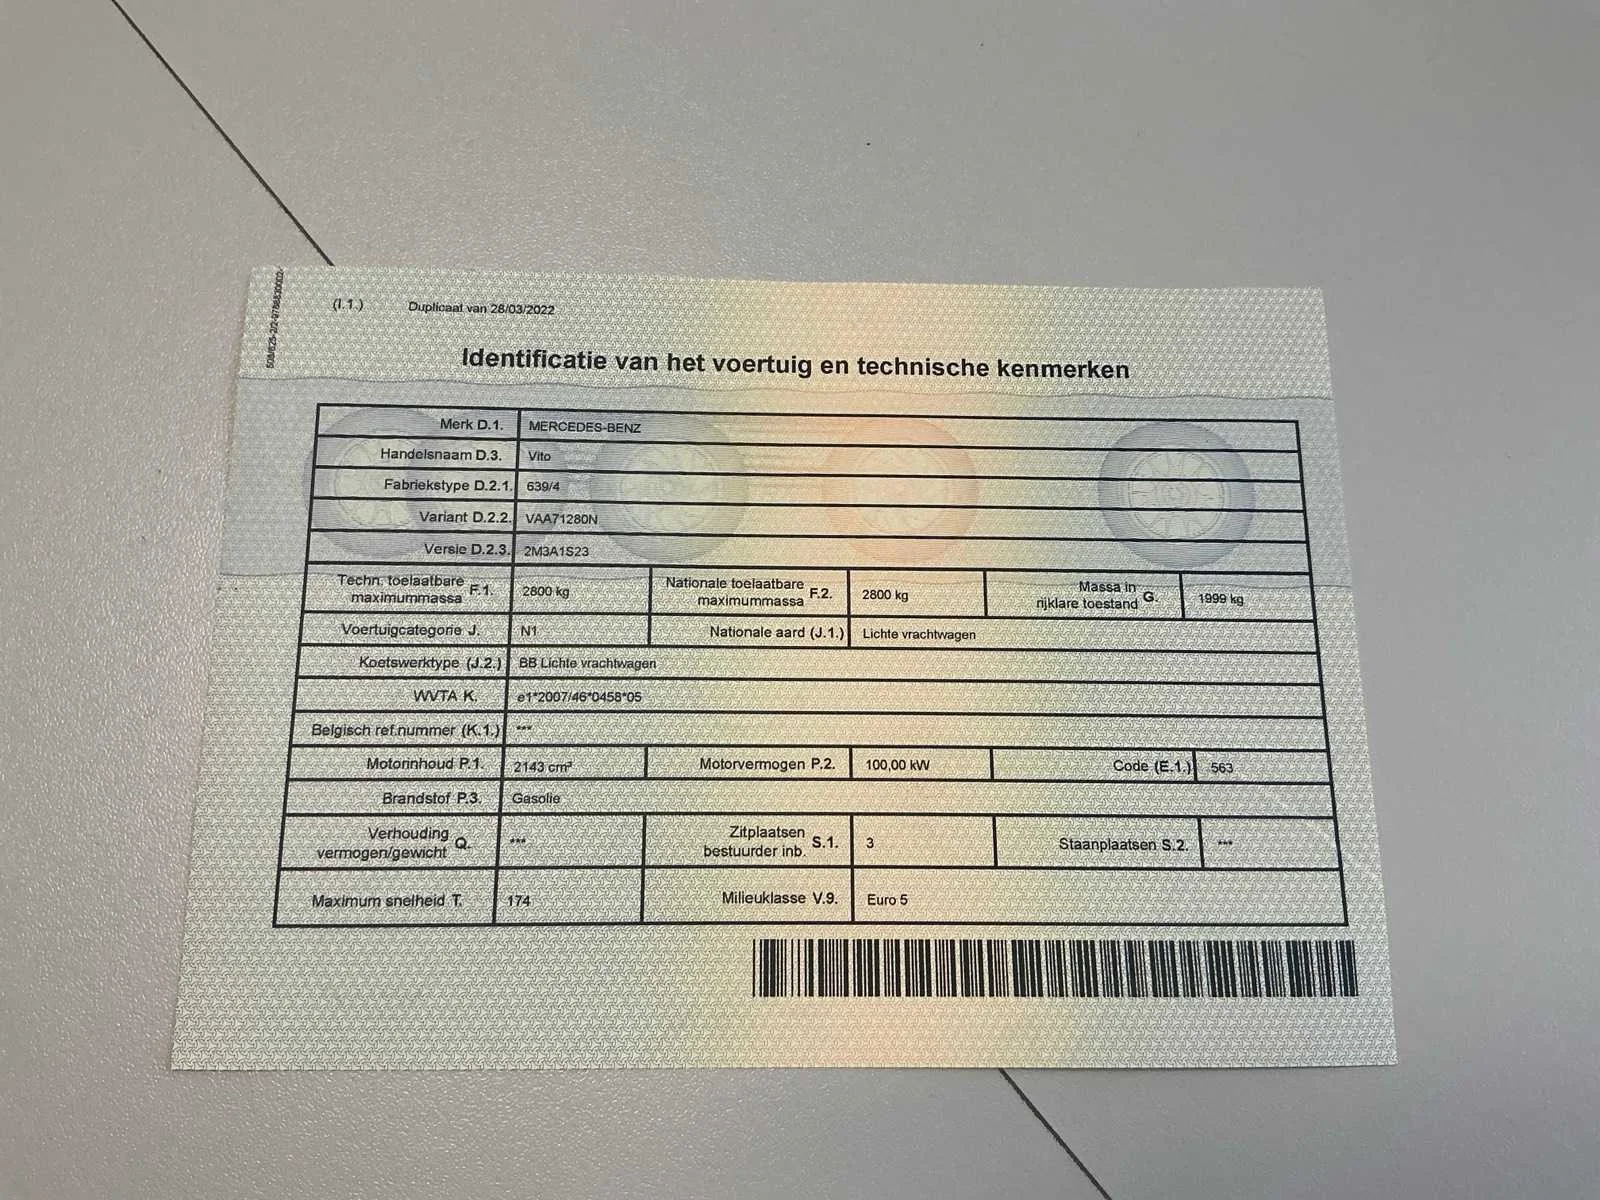 (I.1.) Duplicaat van 28/03/2022
Identificatie van het voertuig en technische kenmerken
Merk D.1. MERCEDES-BENZ
Handelsnaam D.3. Vito
Fabriekstype D.2.1. 639/4
Variant D.2.2. VAA71280N
Versie D.2.3. 2M3A1S23
Techn. toelaatbare maximummassa F.1. 2800 kg Nationale toelaatbare maximummassa F.2. 2800 kg Massa in rijklare toestand G. 1999 kg
Voertuigcategorie J. N1 Nationale aard (J.1.) Lichte vrachtwagen
Koetswerktype (J.2.) BB Lichte vrachtwagen
WVTA K. e1*2007/46*0458*05
Belgisch ref.nummer (K.1.) ***
Motorinhoud P.1. 2143 cm³ Motorvermogen P.2. 100,00 kW Code (E.1.) 563
Brandstof P.3. Gasolie
Verhouding vermogen/gewicht Q. *** Zitplaatsen bestuurder inb. S.1. 3 Staanplaatsen S.2. ***
Maximum snelheid T. 174 Milieuklasse V.9. Euro 5